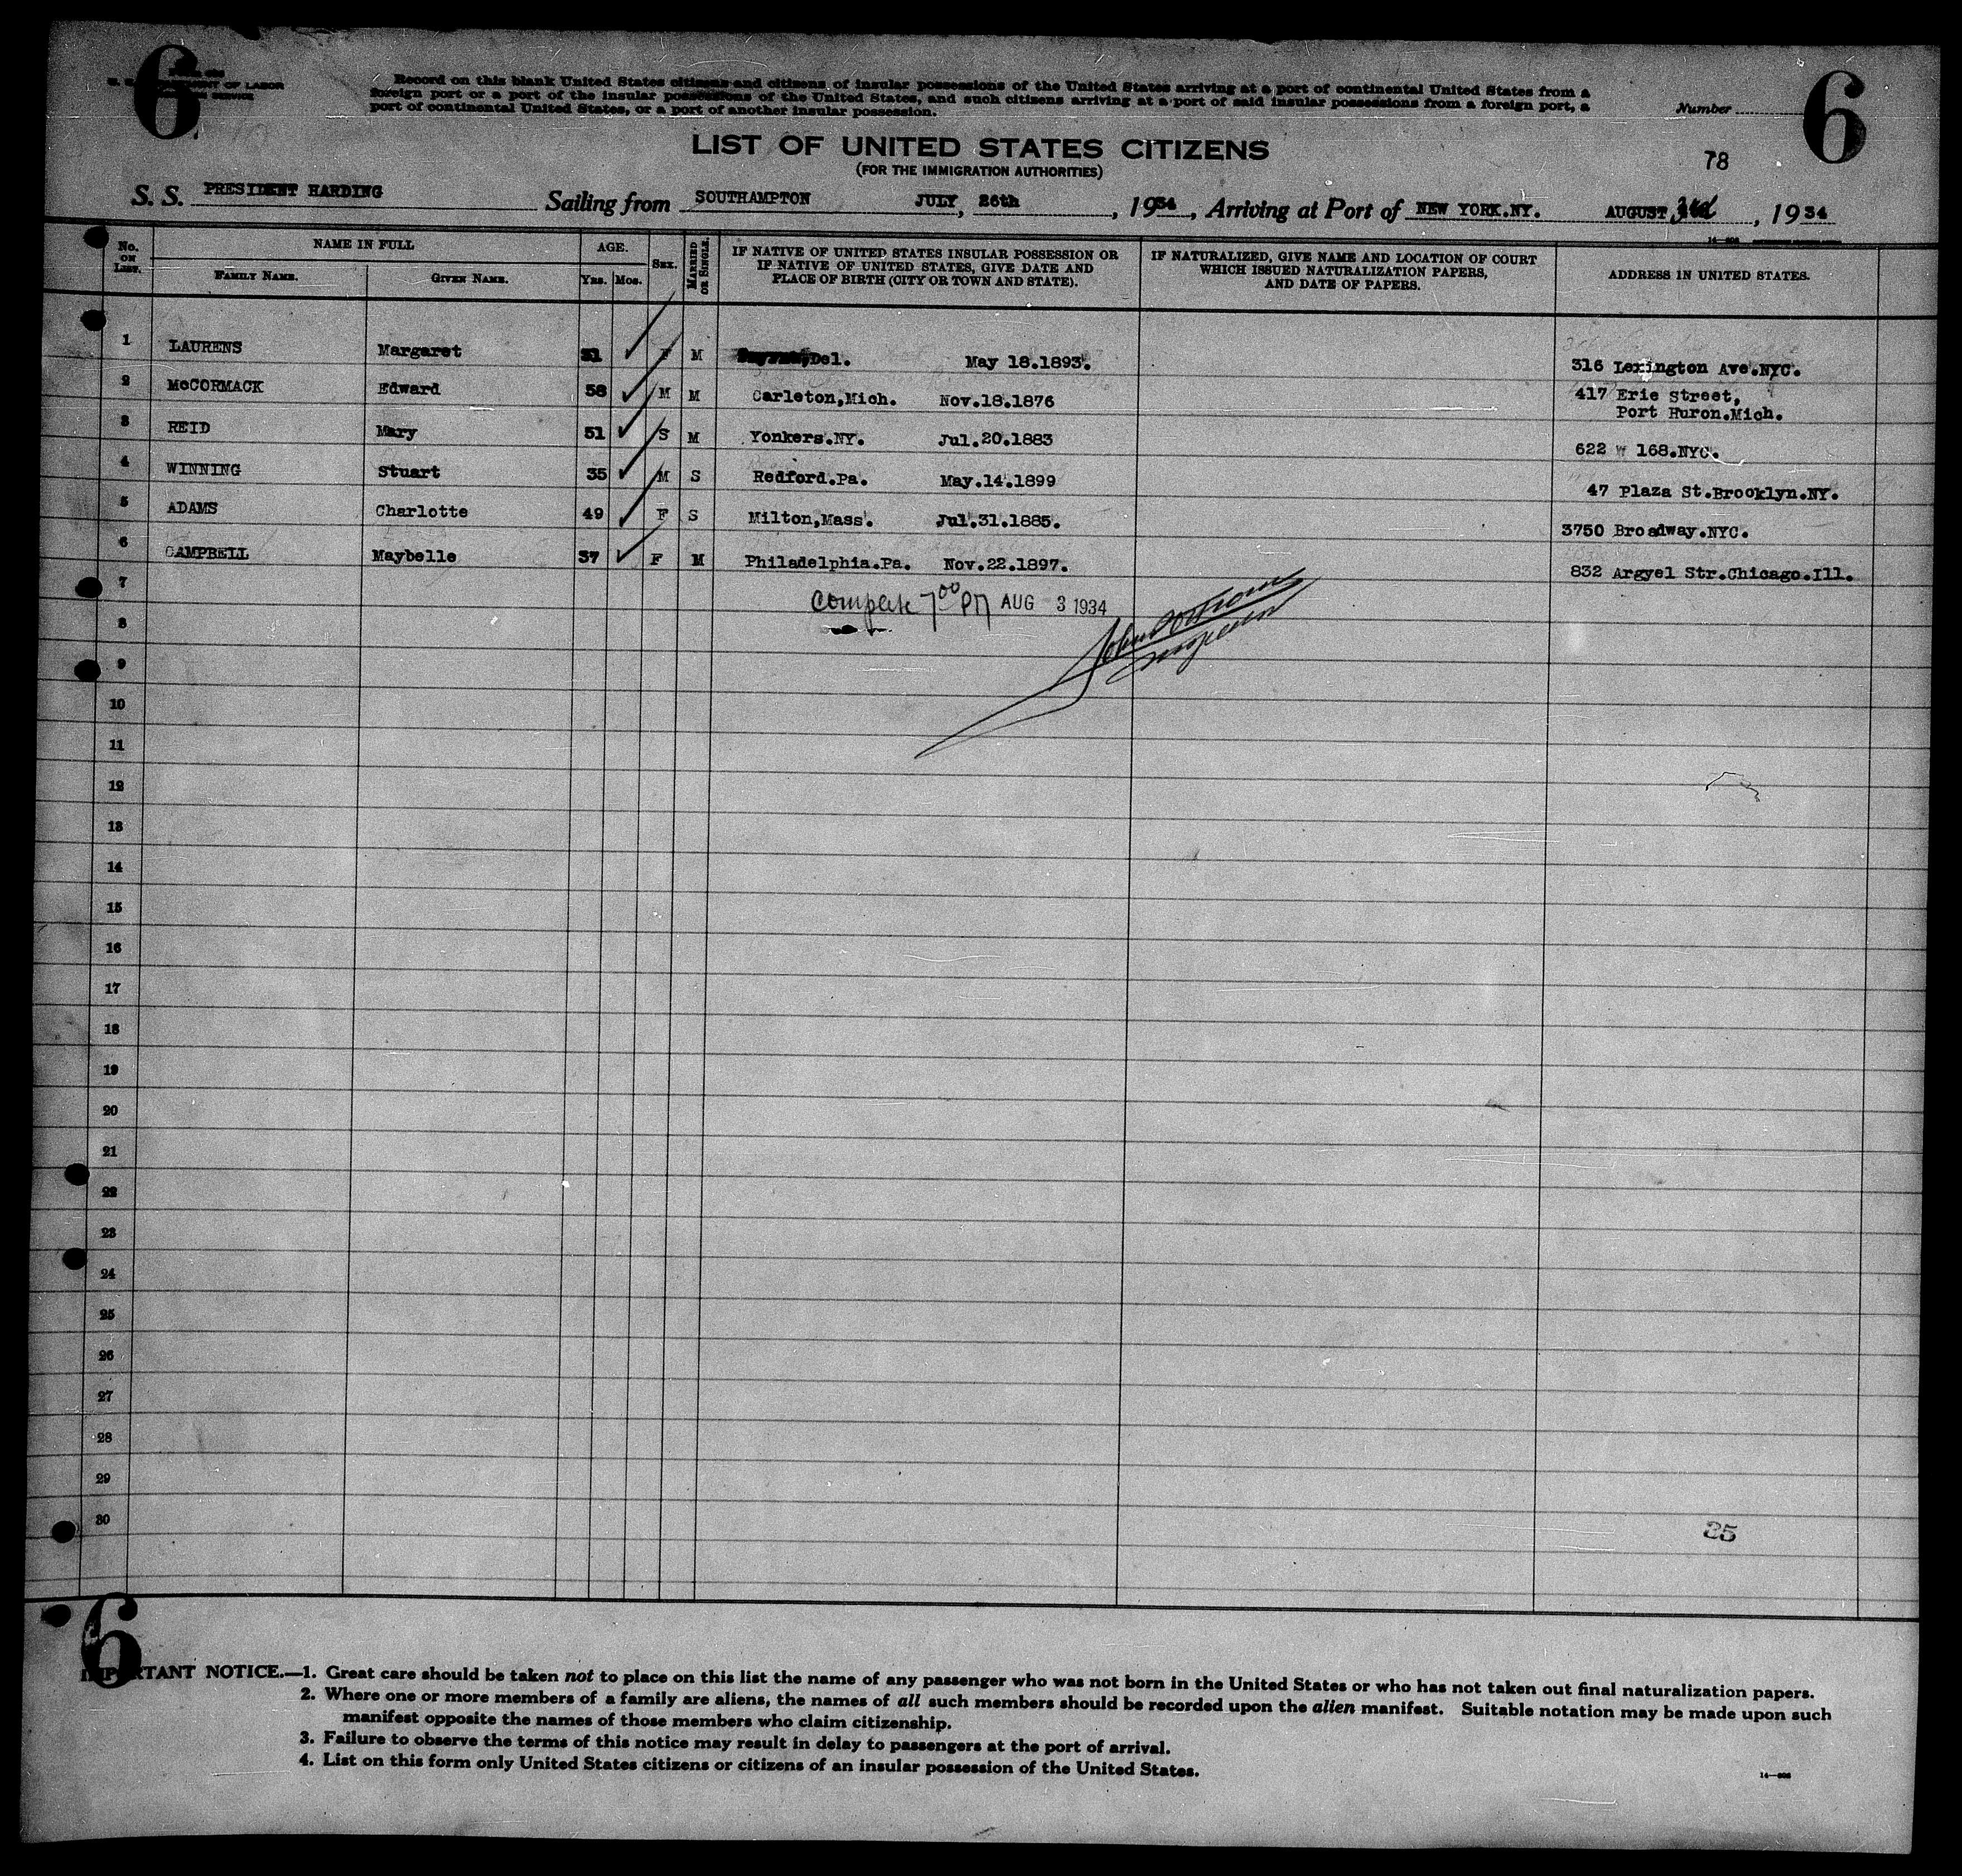 6
OF LABOR
SERVICE
Record on this blank United States citizens and citizens of insular possessions of the United States arriving at a port of continental United States from a
foreign port or a port of the insular possessions of the United States, and such citizens arriving at a port of said insular possessions from a foreign port, a
port of continental United States, or a port of another insular possession.
Number
6
LIST OF UNITED STATES CITIZENS
(FOR THE IMMIGRATION AUTHORITIES)
78
S. S. PRESIDENT HARDING Sailing from SOUTHAMPTON JULY, 26th, 1934, Arriving at Port of NEW YORK.NY. AUGUST 3rd, 1934
No. ON LIST. NAME IN FULL FAMILY NAME. GIVEN NAME. AGE. YRS. MOS. SEX. MARRIED OR SINGLE. IF NATIVE OF UNITED STATES INSULAR POSSESSION OR IF NATIVE OF UNITED STATES, GIVE DATE AND PLACE OF BIRTH (CITY OR TOWN AND STATE). IF NATURALIZED, GIVE NAME AND LOCATION OF COURT WHICH ISSUED NATURALIZATION PAPERS, AND DATE OF PAPERS. ADDRESS IN UNITED STATES.
1 LAURENS Margaret 31 F M Del. May 18.1893. 316 Lexington Ave.NYC.
2 McCORMACK Edward 58 M M Carleton,Mich. Nov.18.1876 417 Erie Street,
Port Huron.Mich.
3 REID Mary 51 S M Yonkers.NY. Jul.20.1883 622 W 168.NYC.
4 WINNING Stuart 35 M S Redford.Pa. May.14.1899 47 Plaza St.Brooklyn.NY.
5 ADAMS Charlotte 49 F S Milton,Mass. Jul.31.1885. 3750 Broadway.NYC.
6 CAMPBELL Maybelle 37 F M Philadelphia.Pa. Nov.22.1897. 832 Argyel Str.Chicago.Ill.
7
Complete 7 00 PM AUG 3 1934
8
Inspector
9
10
11
12
13
14
15
16
17
18
19
20
21
22
23
24
25
26
27
28
29
30
35
6
IMPORTANT NOTICE.—1. Great care should be taken not to place on this list the name of any passenger who was not born in the United States or who has not taken out final naturalization papers.
2. Where one or more members of a family are aliens, the names of all such members should be recorded upon the alien manifest. Suitable notation may be made upon such
manifest opposite the names of those members who claim citizenship.
3. Failure to observe the terms of this notice may result in delay to passengers at the port of arrival.
4. List on this form only United States citizens or citizens of an insular possession of the United States.